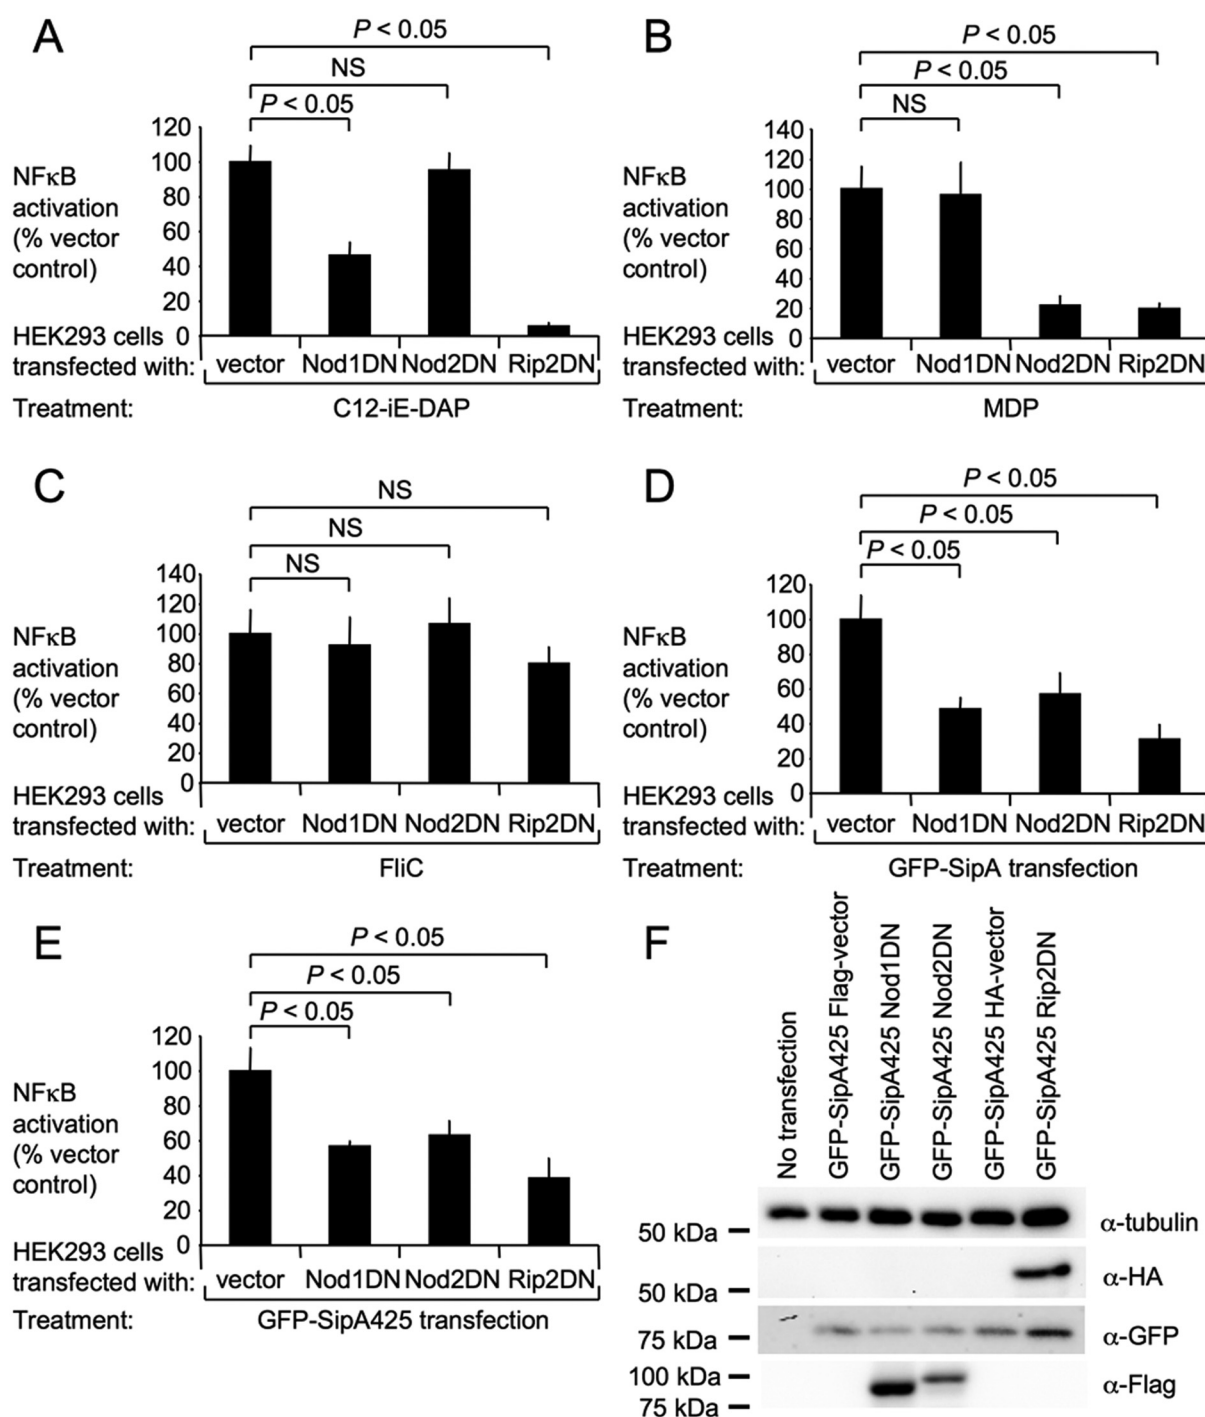 A
P < 0.05
NS
P < 0.05
120
100
80
60
40
20
0
NFκB
activation
(% vector
control)
HEK293 cells
transfected with:
vector Nod1DN Nod2DN Rip2DN
Treatment: C12-iE-DAP
B
P < 0.05
P < 0.05
NS
140
120
100
80
60
40
20
0
NFκB
activation
(% vector
control)
HEK293 cells
transfected with:
vector Nod1DN Nod2DN Rip2DN
Treatment: MDP
C
NS
NS
NS
140
120
100
80
60
40
20
0
NFκB
activation
(% vector
control)
HEK293 cells
transfected with:
vector Nod1DN Nod2DN Rip2DN
Treatment: FliC
D
P < 0.05
P < 0.05
P < 0.05
120
100
80
60
40
20
0
NFκB
activation
(% vector
control)
HEK293 cells
transfected with:
vector Nod1DN Nod2DN Rip2DN
Treatment: GFP-SipA transfection
E
P < 0.05
P < 0.05
P < 0.05
120
100
80
60
40
20
0
NFκB
activation
(% vector
control)
HEK293 cells
transfected with:
vector Nod1DN Nod2DN Rip2DN
Treatment: GFP-SipA425 transfection
F
No transfection
GFP-SipA425 Flag-vector
GFP-SipA425 Nod1DN
GFP-SipA425 Nod2DN
GFP-SipA425 HA-vector
GFP-SipA425 Rip2DN
50 kDa α-tubulin
50 kDa α-HA
75 kDa α-GFP
100 kDa α-Flag
75 kDa